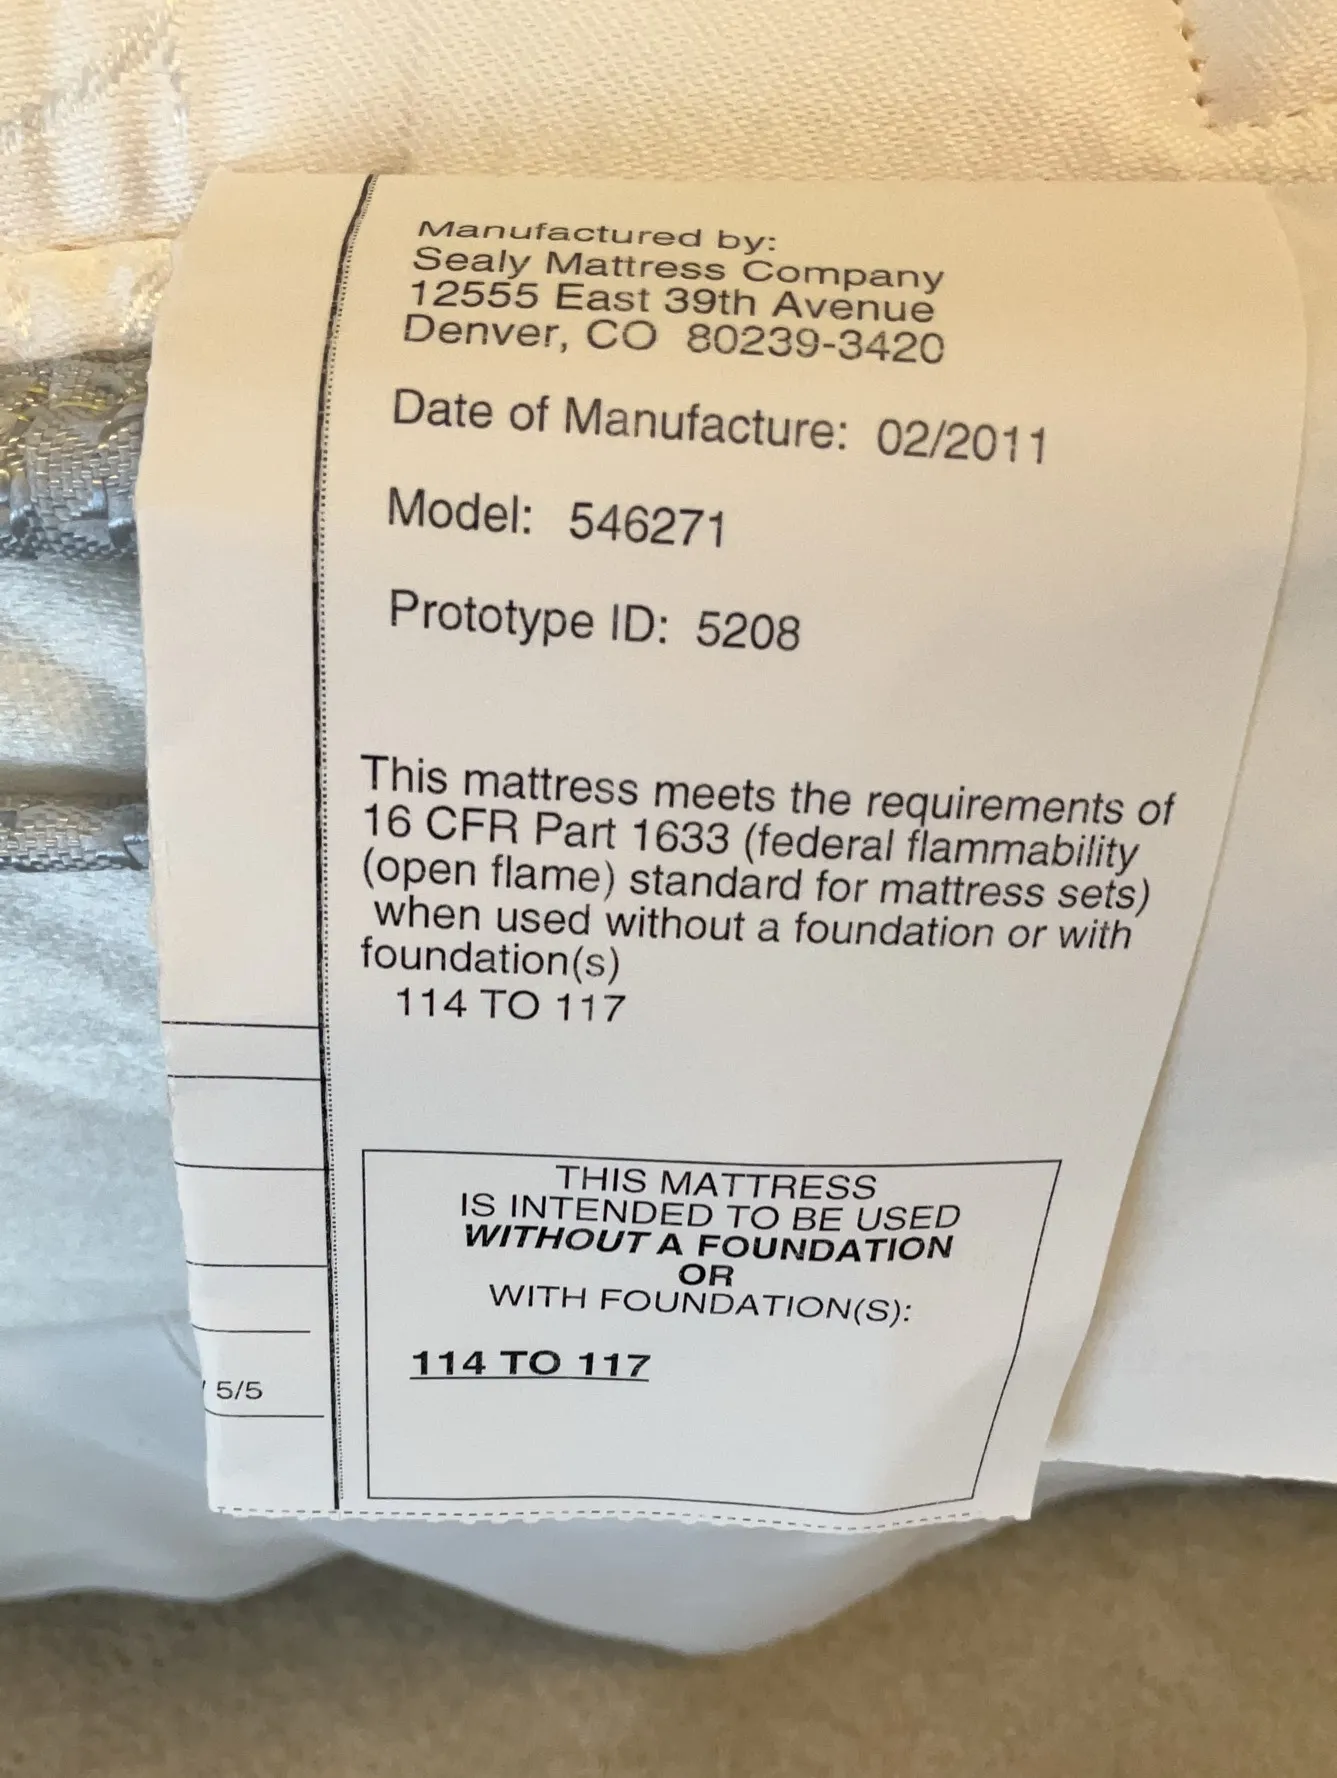 Manufactured by:
Sealy Mattress Company
12555 East 39th Avenue
Denver, CO 80239-3420
Date of Manufacture: 02/2011
Model: 546271
Prototype ID: 5208
This mattress meets the requirements of
16 CFR Part 1633 (federal flammability
(open flame) standard for mattress sets)
when used without a foundation or with
foundation(s)
114 TO 117
THIS MATTRESS
IS INTENDED TO BE USED
WITHOUT A FOUNDATION
OR
WITH FOUNDATION(S):
114 TO 117
/ 5/5